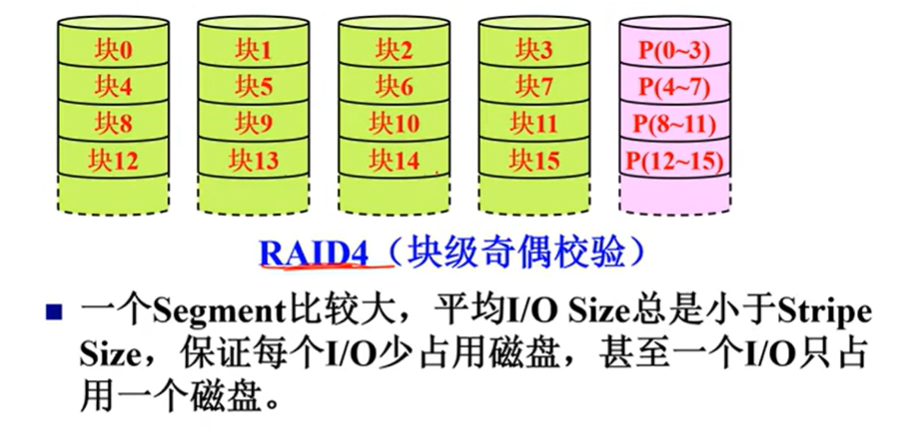 块0 块1 块2 块3 P(0~3)
块4 块5 块6 块7 P(4~7)
块8 块9 块10 块11 P(8~11)
块12 块13 块14 块15 P(12~15)
RAID4（块级奇偶校验）
■ 一个Segment比较大，平均I/O Size总是小于Stripe
Size，保证每个I/O少占用磁盘，甚至一个I/O只占
用一个磁盘。